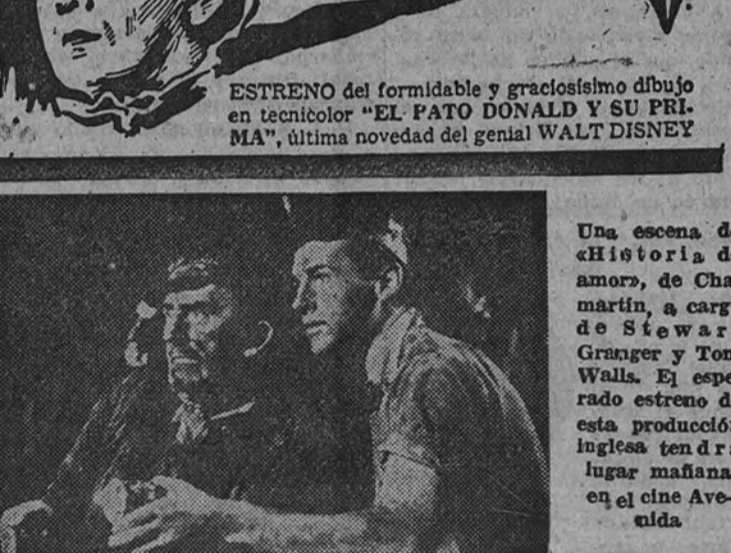 ESTRENO del formidable y graciosísimo dibujo
en tecnicolor "EL PATO DONALD Y SU PRI-
MA", última novedad del genial WALT DISNEY
Una escena d
«Historia d
amor», de Cha
martín, a carg
de Stewar
Granger y Tom
Walls. El espe
rado estreno d
esta producció
inglesa tendr
lugar mañana
en el cine Ave-
nida